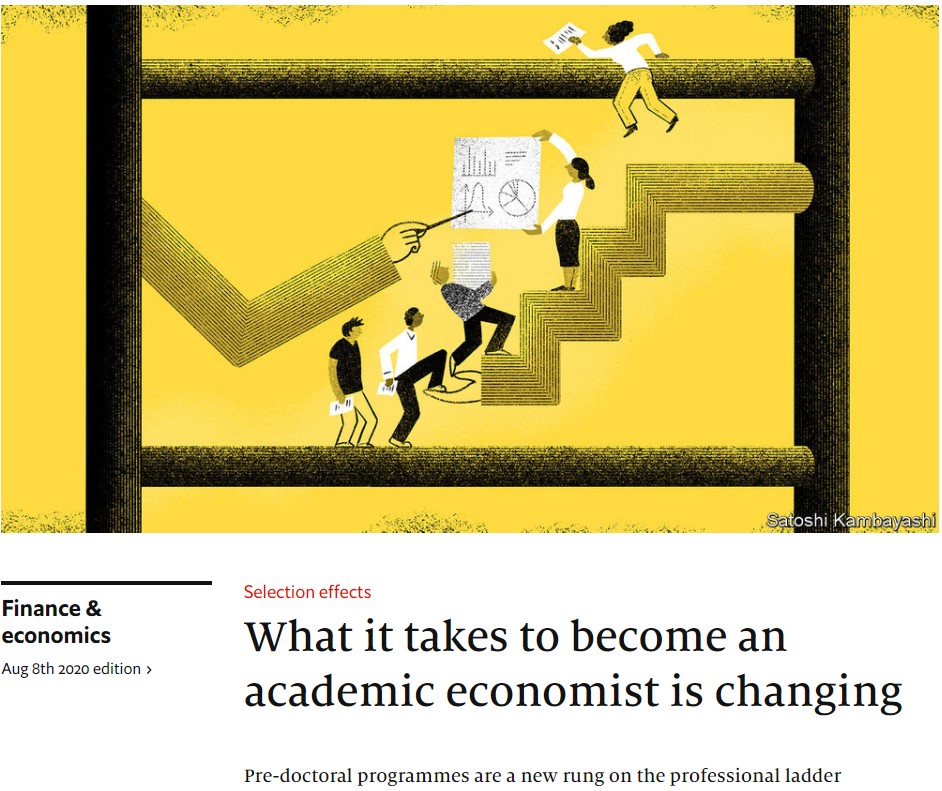 Satoshi Kambayashi
Finance &
economics
Aug 8th 2020 edition ›
Selection effects
What it takes to become an
academic economist is changing
Pre-doctoral programmes are a new rung on the professional ladder